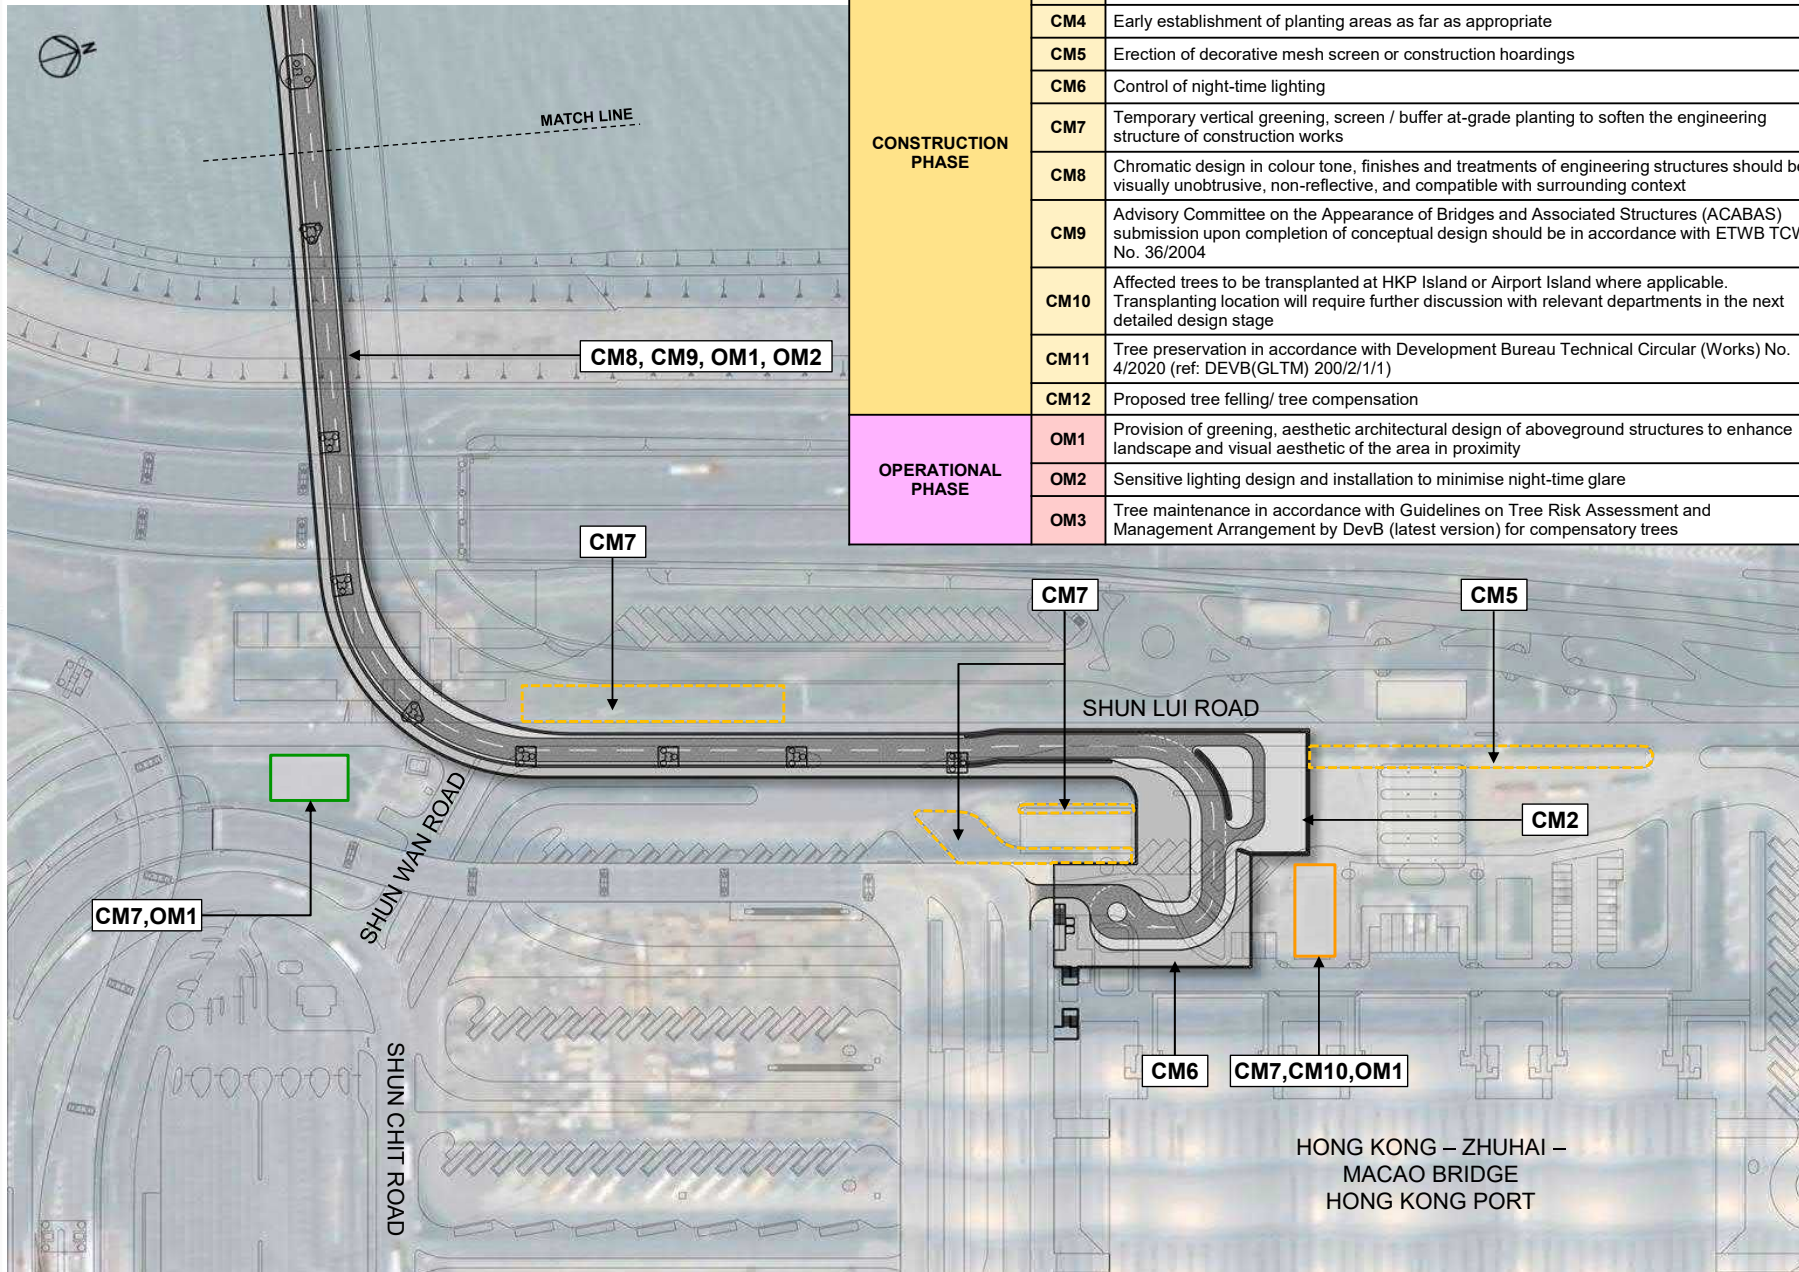 CONSTRUCTION
PHASE
CM4
Early establishment of planting areas as far as appropriate
CM5
Erection of decorative mesh screen or construction hoardings
CM6
Control of night-time lighting
CM7
Temporary vertical greening, screen / buffer at-grade planting to soften the engineering
structure of construction works
CM8
Chromatic design in colour tone, finishes and treatments of engineering structures should be
visually unobtrusive, non-reflective, and compatible with surrounding context
CM9
Advisory Committee on the Appearance of Bridges and Associated Structures (ACABAS)
submission upon completion of conceptual design should be in accordance with ETWB TCW
No. 36/2004
CM10
Affected trees to be transplanted at HKP Island or Airport Island where applicable.
Transplanting location will require further discussion with relevant departments in the next
detailed design stage
CM11
Tree preservation in accordance with Development Bureau Technical Circular (Works) No.
4/2020 (ref: DEVB(GLTM) 200/2/1/1)
CM12
Proposed tree felling/ tree compensation
OPERATIONAL
PHASE
OM1
Provision of greening, aesthetic architectural design of aboveground structures to enhance
landscape and visual aesthetic of the area in proximity
OM2
Sensitive lighting design and installation to minimise night-time glare
OM3
Tree maintenance in accordance with Guidelines on Tree Risk Assessment and
Management Arrangement by DevB (latest version) for compensatory trees
N
MATCH LINE
CM8, CM9, OM1, OM2
CM7
CM7
CM5
SHUN LUI ROAD
CM2
SHUN WAN ROAD
CM7,OM1
CM6
CM7,CM10,OM1
SHUN CHIT ROAD
HONG KONG – ZHUHAI –
MACAO BRIDGE
HONG KONG PORT